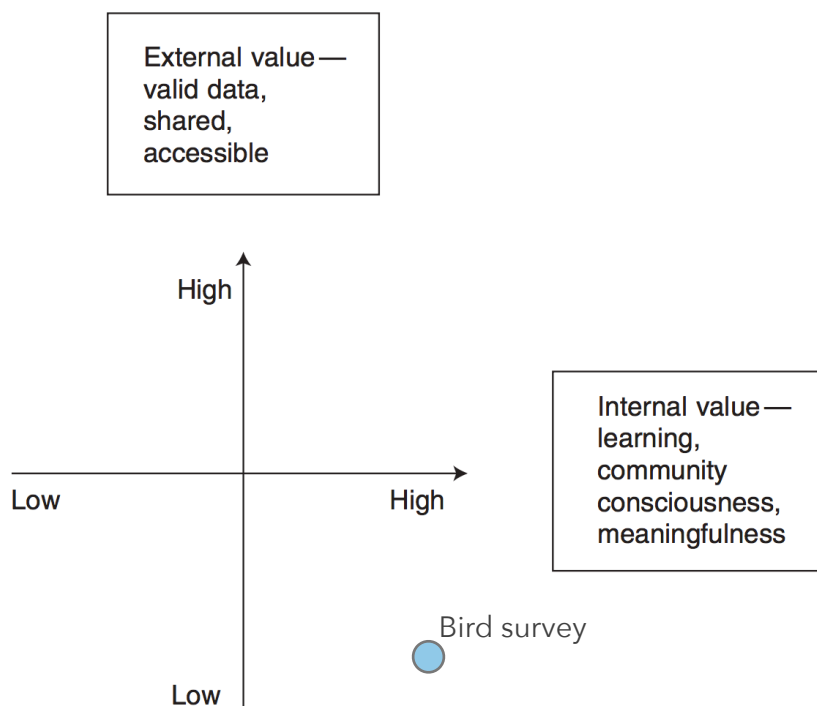 External value—
valid data,
shared,
accessible
High
Internal value—
learning,
community
consciousness,
meaningfulness
Low
High
Bird survey
Low